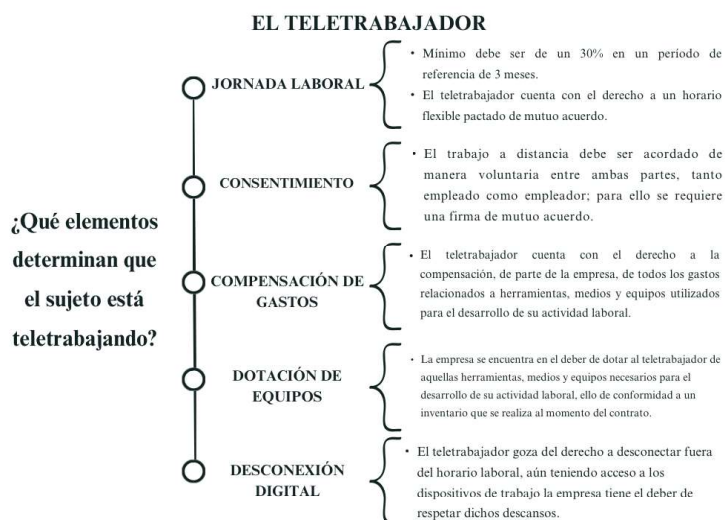 EL TELETRABAJADOR
¿Qué elementos
determinan que
el sujeto está
teletrabajando?
JORNADA LABORAL
• Mínimo debe ser de un 30% en un período de
referencia de 3 meses.
• El teletrabajador cuenta con el derecho a un horario
flexible pactado de mutuo acuerdo.
CONSENTIMIENTO
• El trabajo a distancia debe ser acordado de
manera voluntaria entre ambas partes, tanto
empleado como empleador; para ello se requiere
una firma de mutuo acuerdo.
COMPENSACIÓN DE
GASTOS
• El teletrabajador cuenta con el derecho a la
compensación, de parte de la empresa, de todos los gastos
relacionados a herramientas, medios y equipos utilizados
para el desarrollo de su actividad laboral.
DOTACIÓN DE
EQUIPOS
• La empresa se encuentra en el deber de dotar al teletrabajador de
aquellas herramientas, medios y equipos necesarios para el
desarrollo de su actividad laboral, ello de conformidad a un
inventario que se realiza al momento del contrato.
DESCONEXIÓN
DIGITAL
• El teletrabajador goza del derecho a desconectar fuera
del horario laboral, aún teniendo acceso a los
dispositivos de trabajo la empresa tiene el deber de
respetar dichos descansos.